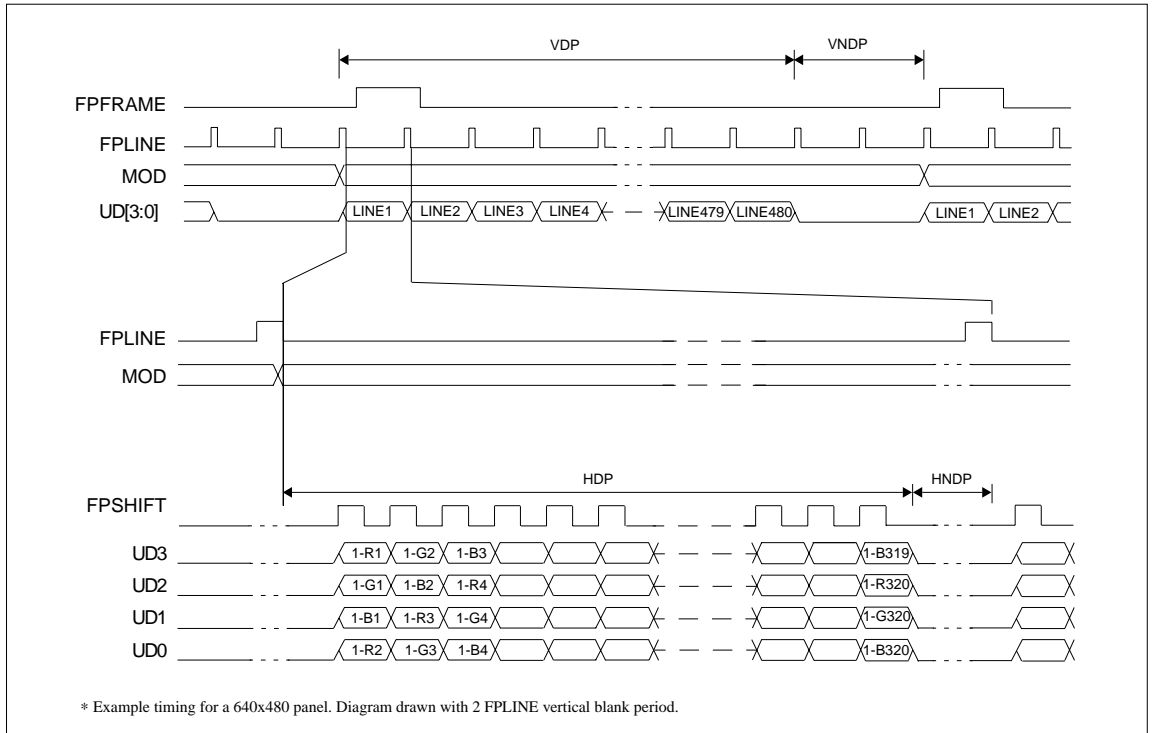 VDP VNDP
FPFRAME
FPLINE
MOD
UD[3:0] LINE1 LINE2 LINE3 LINE4 LINE479 LINE480 LINE1 LINE2
FPLINE
MOD
HDP HNDP
FPSHIFT
UD3 1-R1 1-G2 1-B3 1-B319
UD2 1-G1 1-B2 1-R4 1-R320
UD1 1-B1 1-R3 1-G4 1-G320
UD0 1-R2 1-G3 1-B4 1-B320
* Example timing for a 640x480 panel. Diagram drawn with 2 FPLINE vertical blank period.